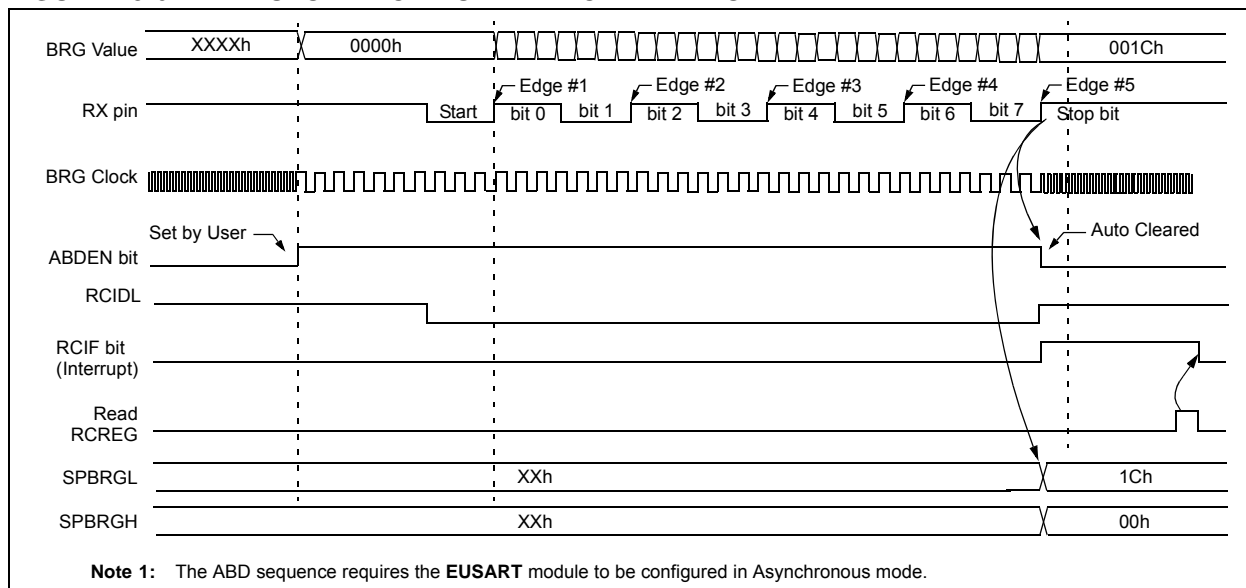 BRG Value XXXXh 0000h 001Ch
Edge #1 Edge #2 Edge #3 Edge #4 Edge #5
RX pin Start bit 0 bit 1 bit 2 bit 3 bit 4 bit 5 bit 6 bit 7 Stop bit
BRG Clock
Set by User Auto Cleared
ABDEN bit
RCIDL
RCIF bit
(Interrupt)
Read
RCREG
SPBRGL XXh 1Ch
SPBRGH XXh 00h
Note 1: The ABD sequence requires the EUSART module to be configured in Asynchronous mode.